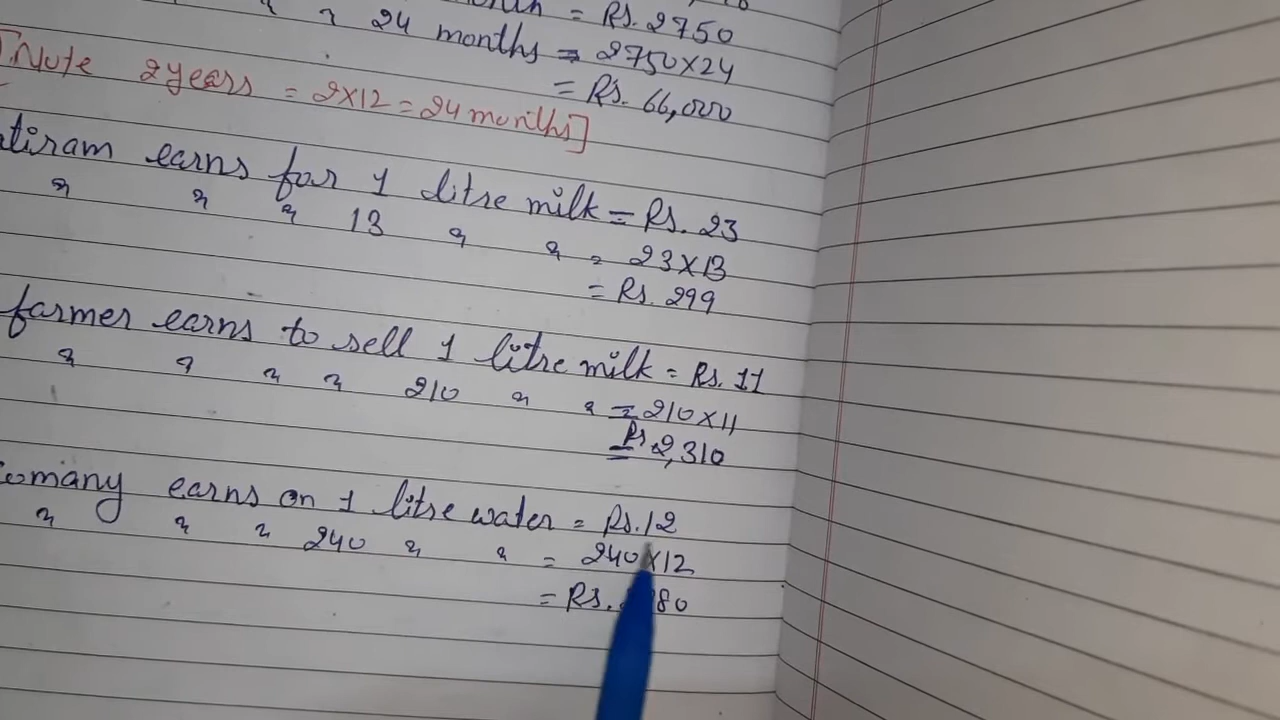 = Rs. 2750
" 24 months = 2750×24
= Rs. 66,000
[Note 2years = 2×12 = 24 months]
tiram earns for 1 litre milk = Rs. 23
" " " 13 " " = 23×13
= Rs. 299
farmer earns to sell 1 litre milk = Rs. 11
" " " " 210 " " = 210×11
= Rs 2,310
omany earns on 1 litre water = Rs. 12
" " " 240 " " = 240×12
= Rs. 80